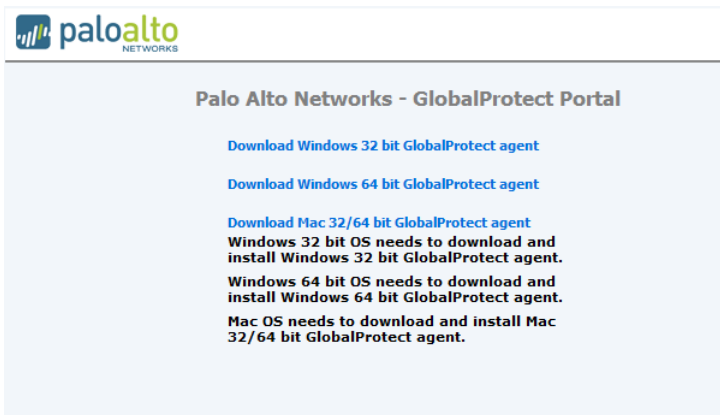 paloalto
NETWORKS
Palo Alto Networks - GlobalProtect Portal
Download Windows 32 bit GlobalProtect agent
Download Windows 64 bit GlobalProtect agent
Download Mac 32/64 bit GlobalProtect agent
Windows 32 bit OS needs to download and
install Windows 32 bit GlobalProtect agent.
Windows 64 bit OS needs to download and
install Windows 64 bit GlobalProtect agent.
Mac OS needs to download and install Mac
32/64 bit GlobalProtect agent.